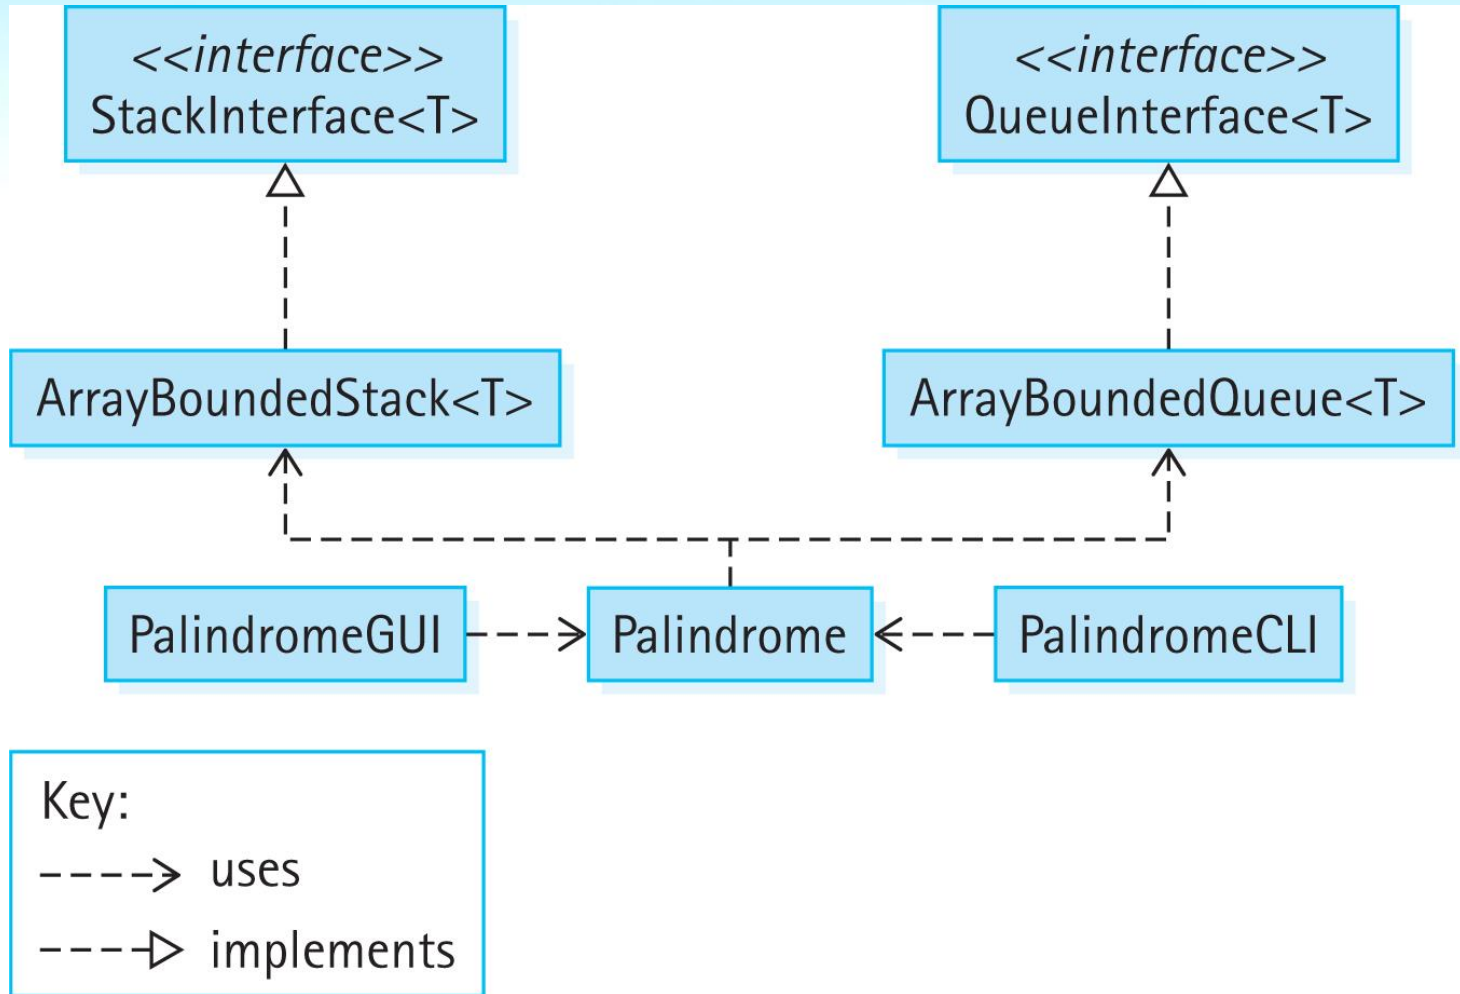 <<interface>>
StackInterface<T>
<<interface>>
QueueInterface<T>
ArrayBoundedStack<T>
ArrayBoundedQueue<T>
PalindromeGUI
Palindrome
PalindromeCLI
Key:
uses
implements